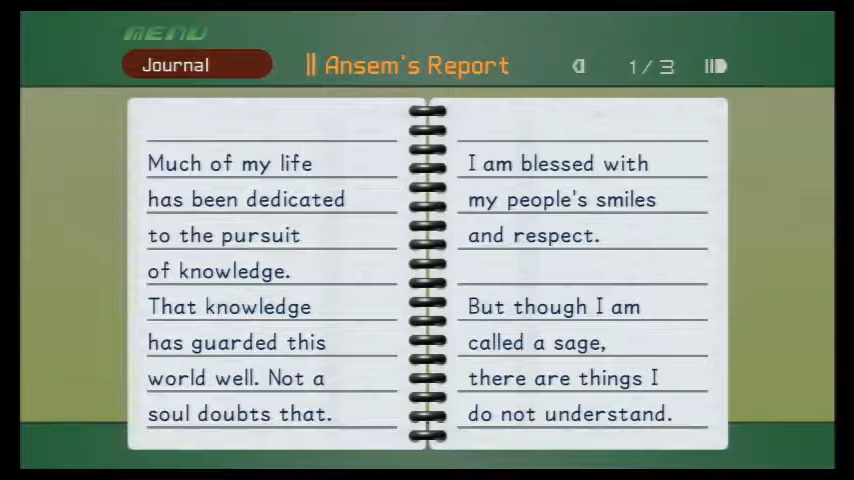 MENU
Journal
Ansem's Report
1/3
Much of my life
has been dedicated
to the pursuit
of knowledge.
That knowledge
has guarded this
world well. Not a
soul doubts that.
I am blessed with
my people's smiles
and respect.
But though I am
called a sage,
there are things I
do not understand.